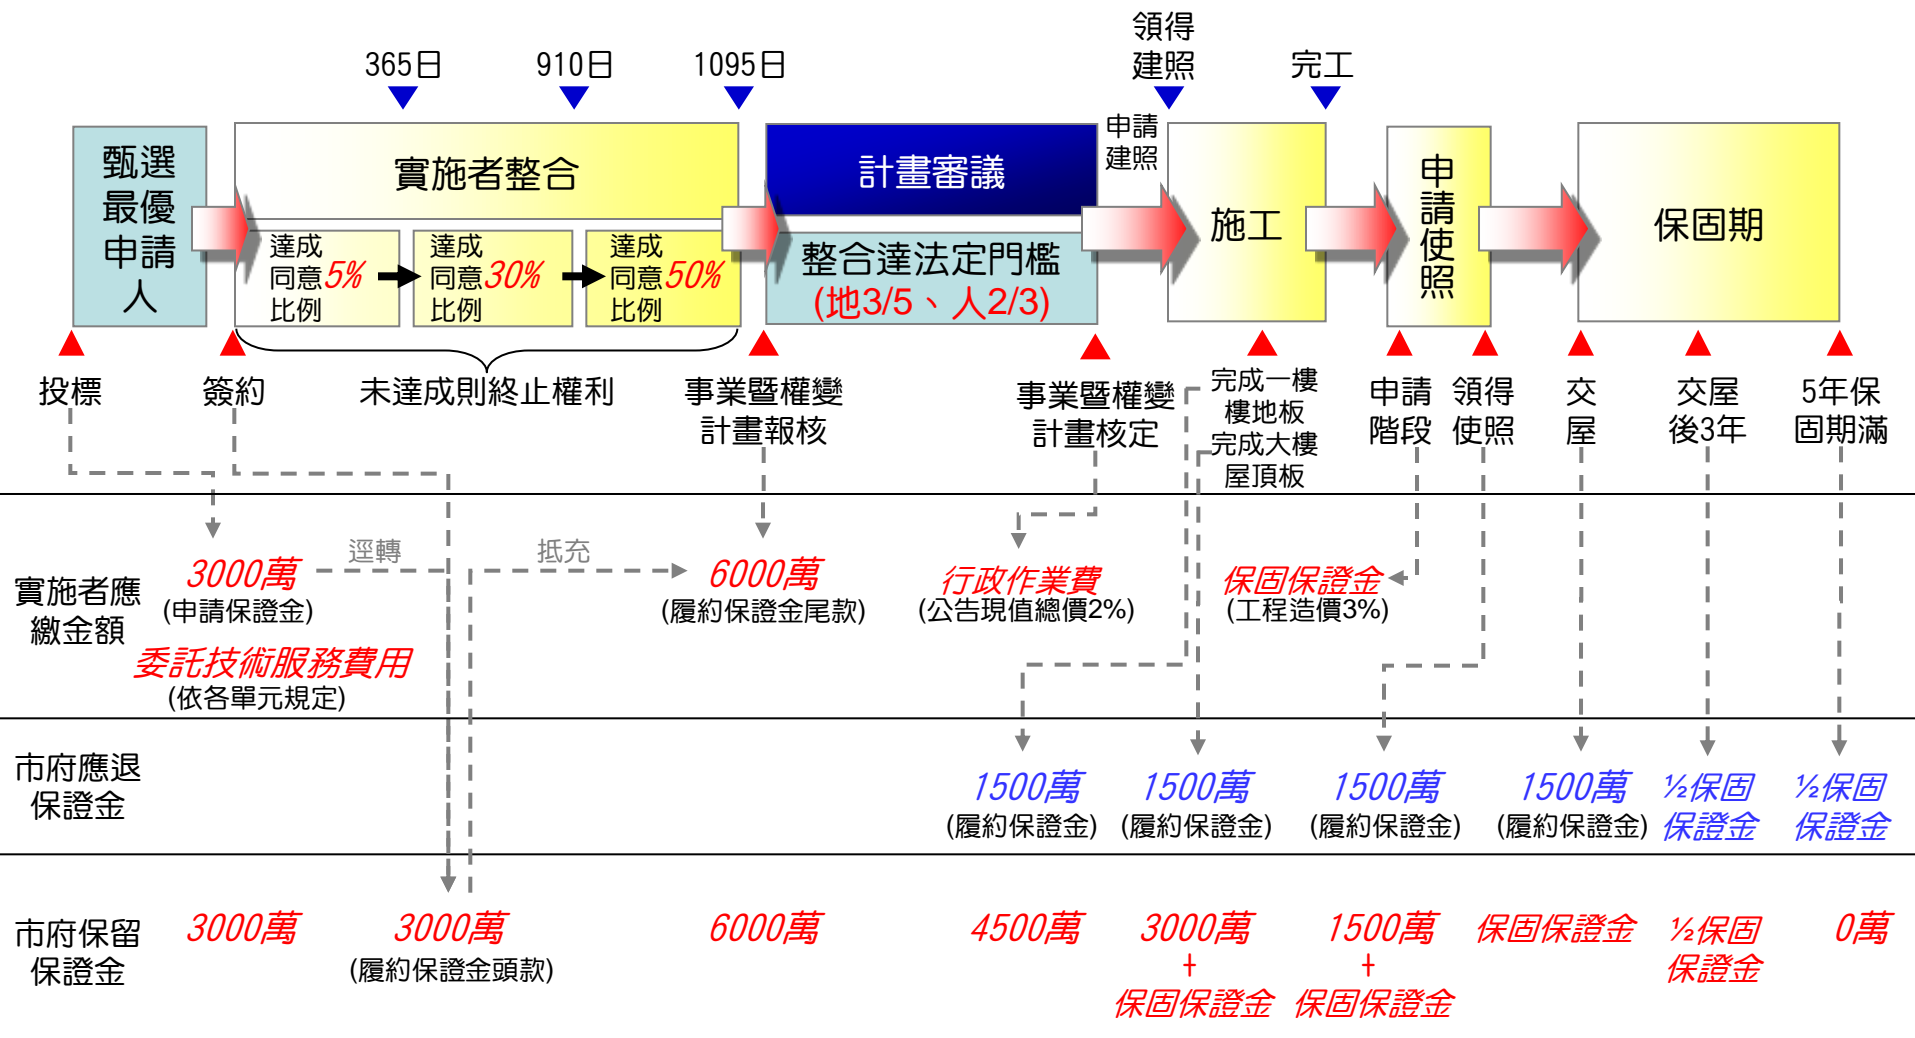 365日
910日
1095日
領得
建照
完工
甄選
最優
申請
人
實施者整合
計畫審議
申請
建照
施工
申
請
使
照
保固期
達成
同意5%
比例
達成
同意30%
比例
達成
同意50%
比例
整合達法定門檻
(地3/5、人2/3)
投標
簽約
未達成則終止權利
事業暨權變
計畫報核
事業暨權變
計畫核定
完成一樓
樓地板
完成大樓
屋頂板
申請
階段
領得
使照
交
屋
交屋
後3年
5年保
固期滿
實施者應
繳金額
3000萬
(申請保證金)
逕轉
抵充
6000萬
(履約保證金尾款)
行政作業費
(公告現值總價2%)
保固保證金
(工程造價3%)
委託技術服務費用
(依各單元規定)
市府應退
保證金
1500萬
(履約保證金)
1500萬
(履約保證金)
1500萬
(履約保證金)
1500萬
(履約保證金)
½保固
保證金
½保固
保證金
市府保留
保證金
3000萬
3000萬
(履約保證金頭款)
6000萬
4500萬
3000萬
+
保固保證金
1500萬
+
保固保證金
保固保證金
½保固
保證金
0萬